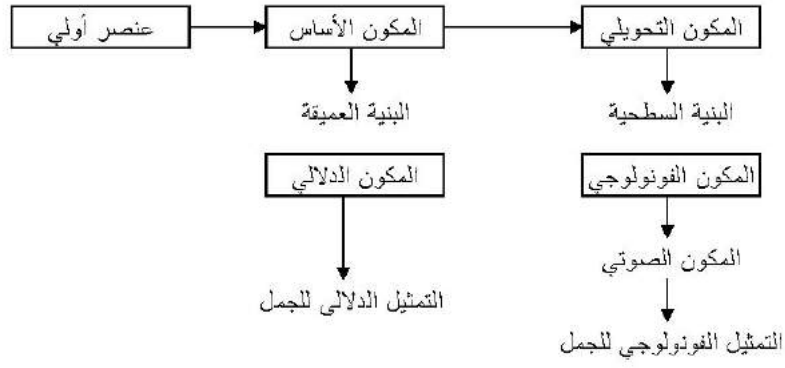 عنصر أولي
المكون الأساس
المكون التحويلي
البنية العميقة
البنية السطحية
المكون الدلالي
المكون الفونولوجي
المكون الصوتي
التمثيل الدلالى للجمل
التمثيل الفونولوجي للجمل